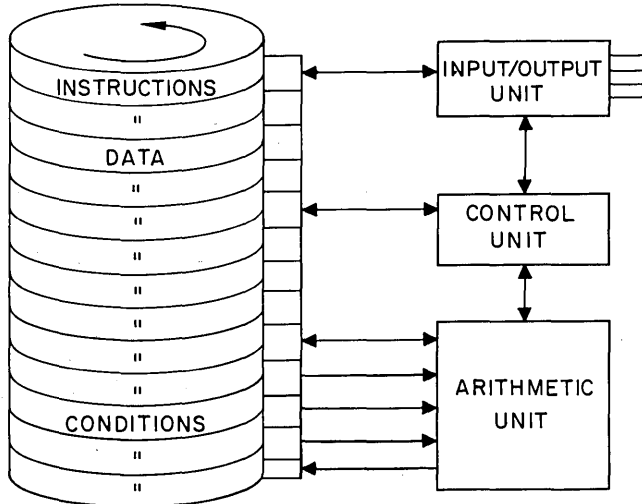 INSTRUCTIONS
"
DATA
"
"
"
"
"
"
CONDITIONS
"
"
INPUT/OUTPUT
UNIT
CONTROL
UNIT
ARITHMETIC
UNIT